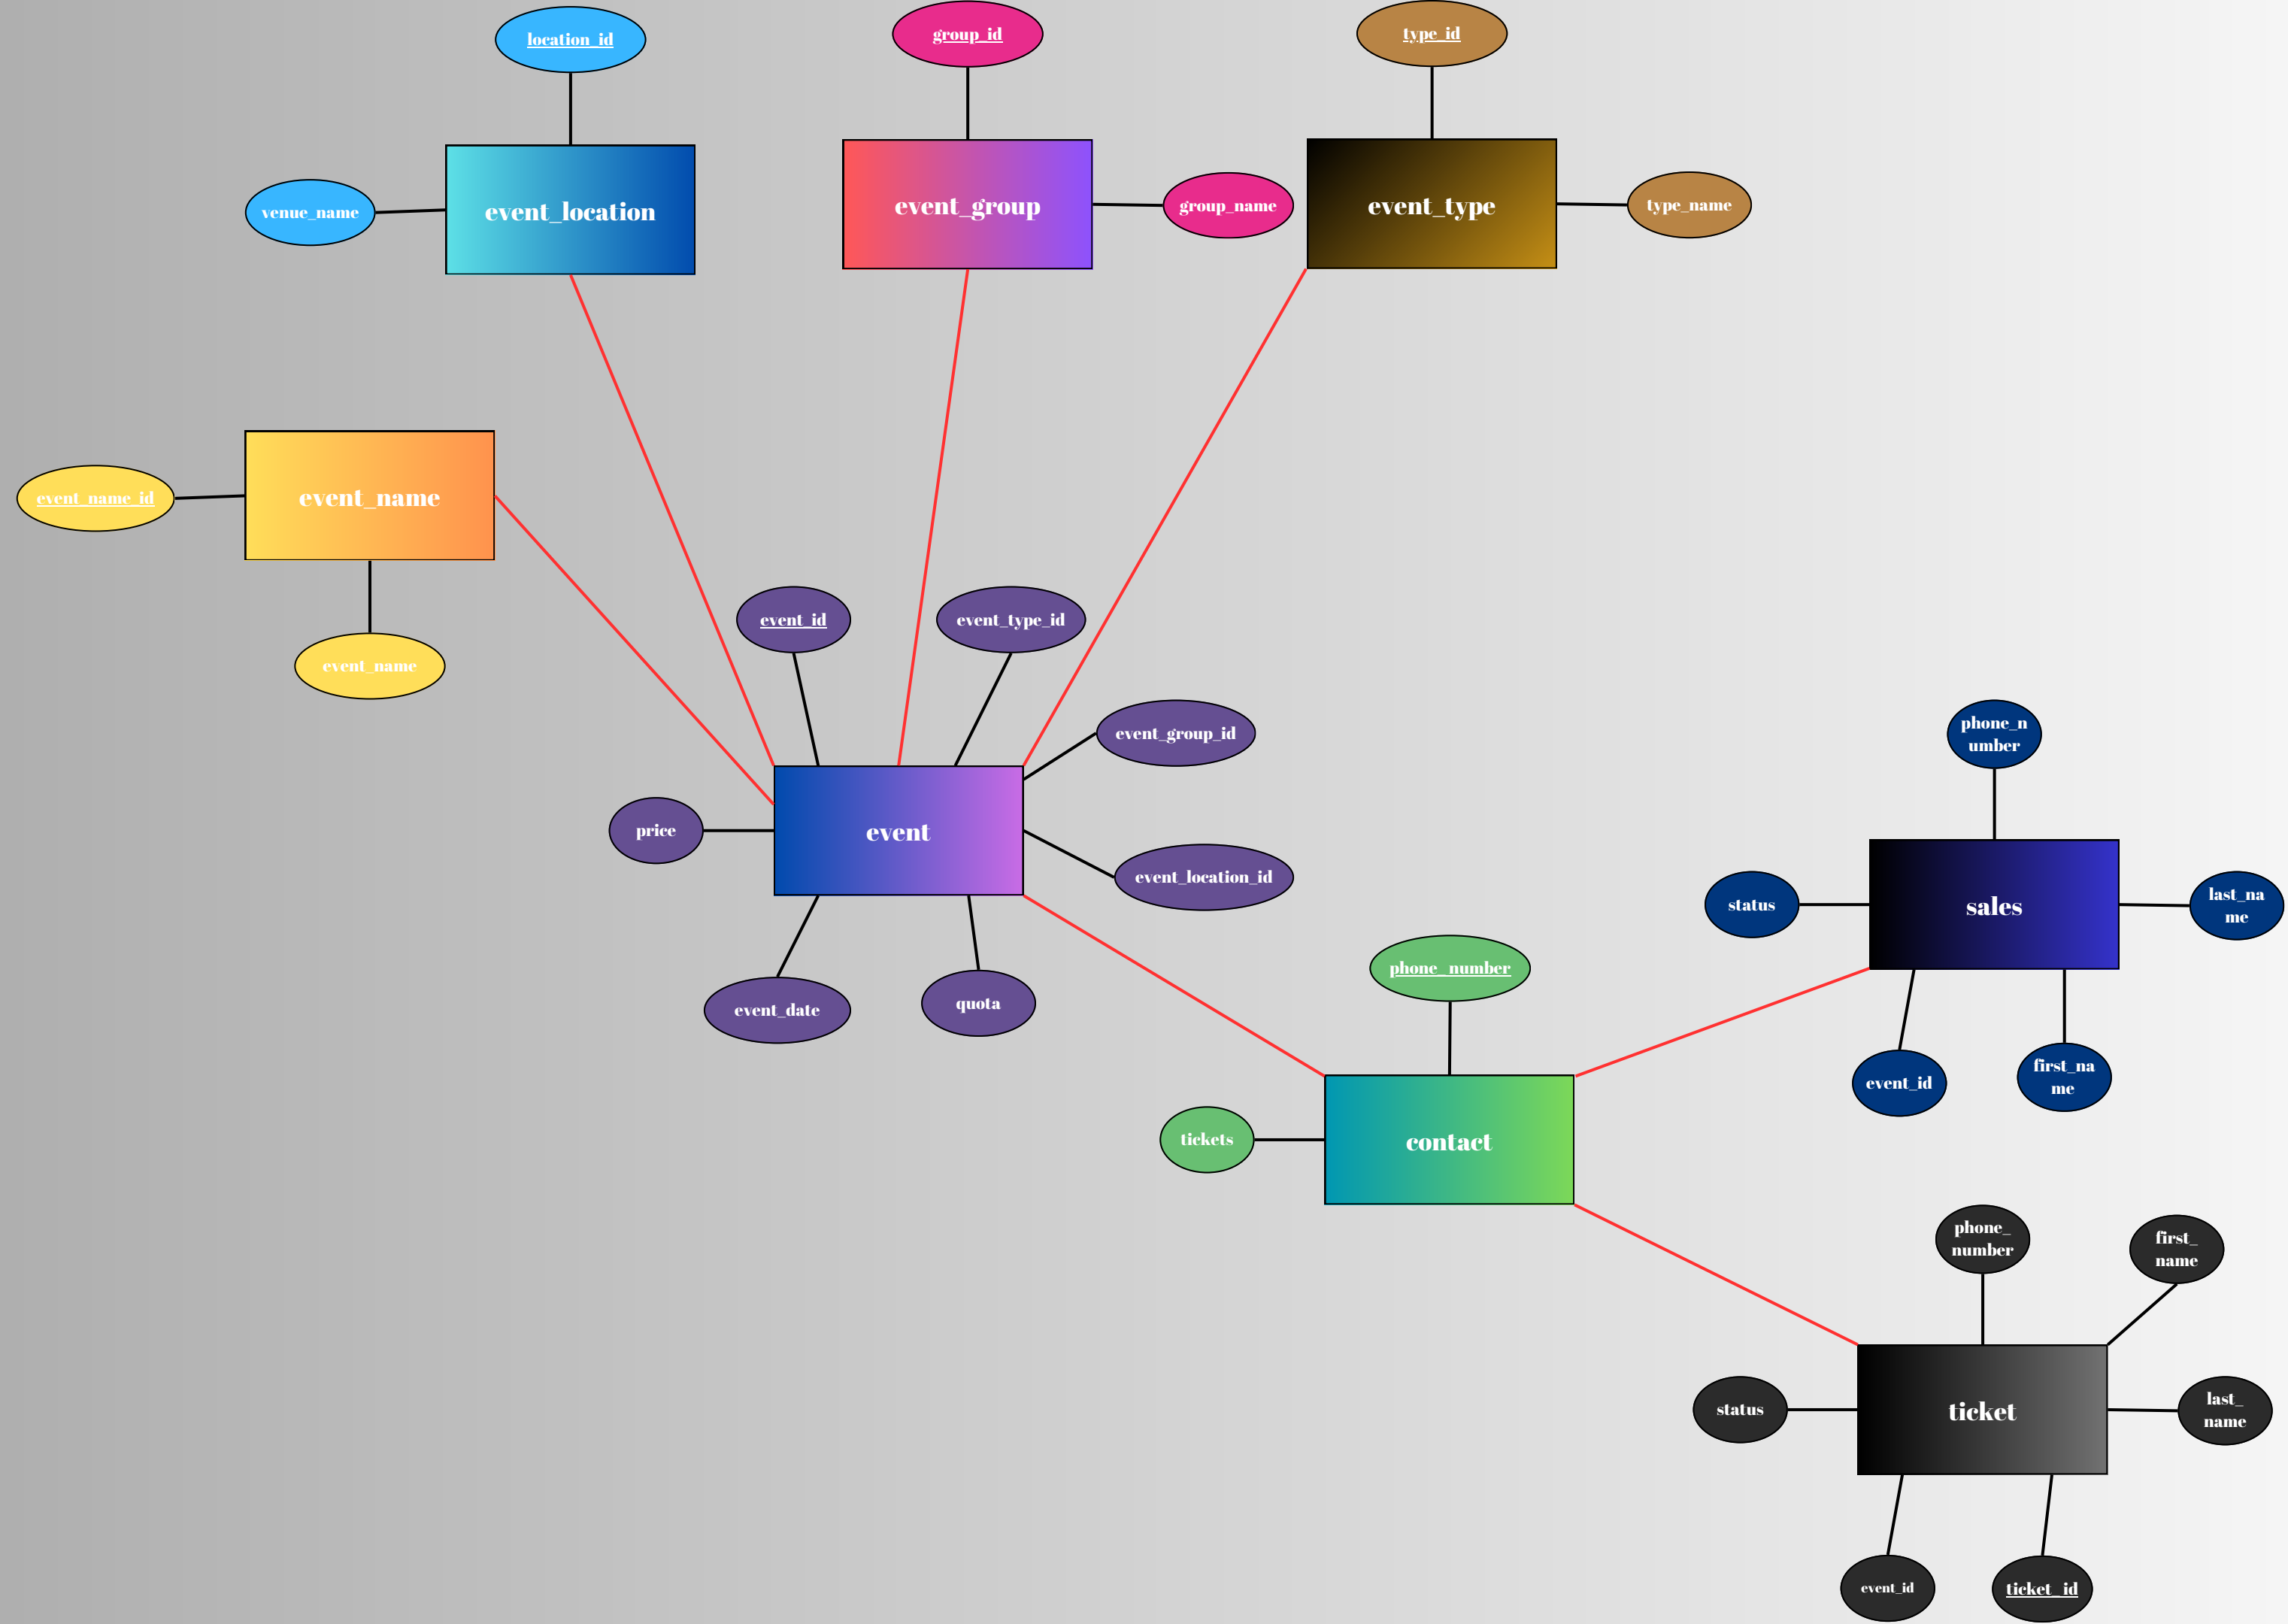 location_id
group_id
type_id
venue_name
event_location
event_group
group_name
event_type
type_name
event_name_id
event_name
event_name
event_id
event_type_id
event_group_id
price
event
event_location_id
event_date
quota
phone_n
umber
status
sales
last_na
me
event_id
first_na
me
phone_number
tickets
contact
phone_
number
first_
name
status
ticket
last_
name
event_id
ticket_id